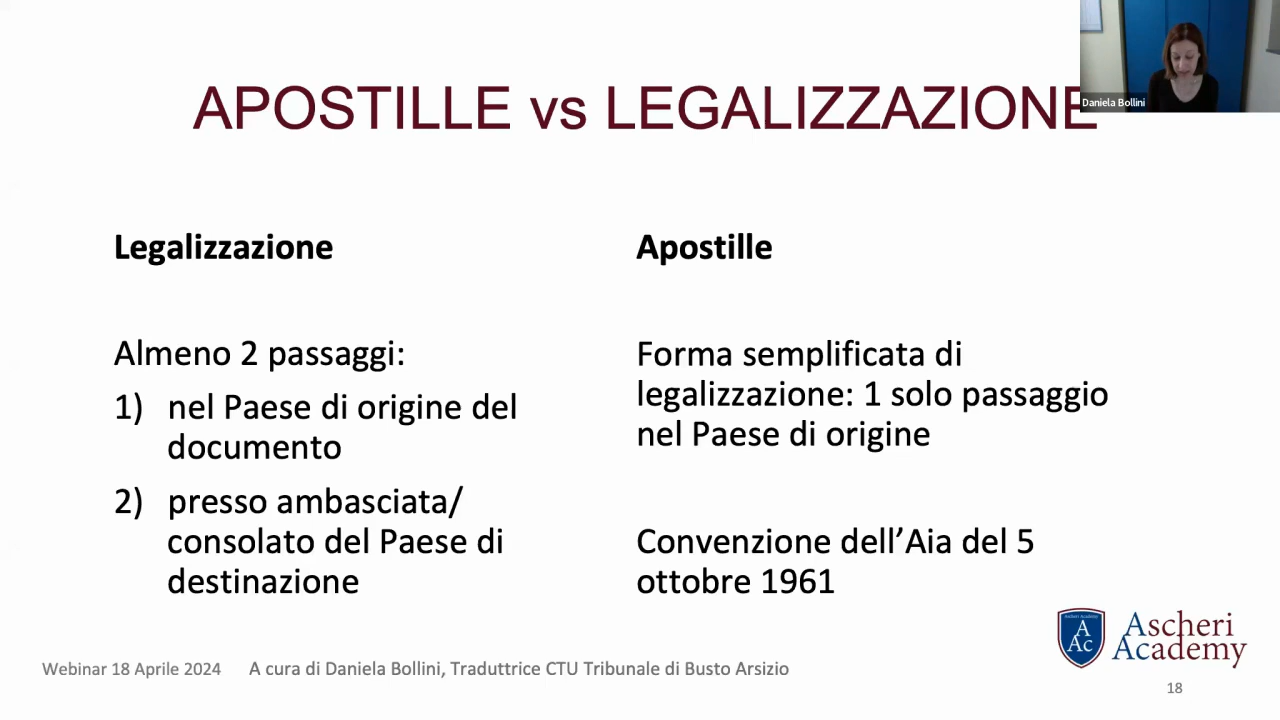 APOSTILLE vs LEGALIZZAZIONE
Daniela Bollini
Legalizzazione
Almeno 2 passaggi:
1) nel Paese di origine del
documento
2) presso ambasciata/
consolato del Paese di
destinazione
Apostille
Forma semplificata di
legalizzazione: 1 solo passaggio
nel Paese di origine
Convenzione dell’Aia del 5
ottobre 1961
Ascheri Academy
A
Ac
Ascheri
Academy
Webinar 18 Aprile 2024 A cura di Daniela Bollini, Traduttrice CTU Tribunale di Busto Arsizio
18